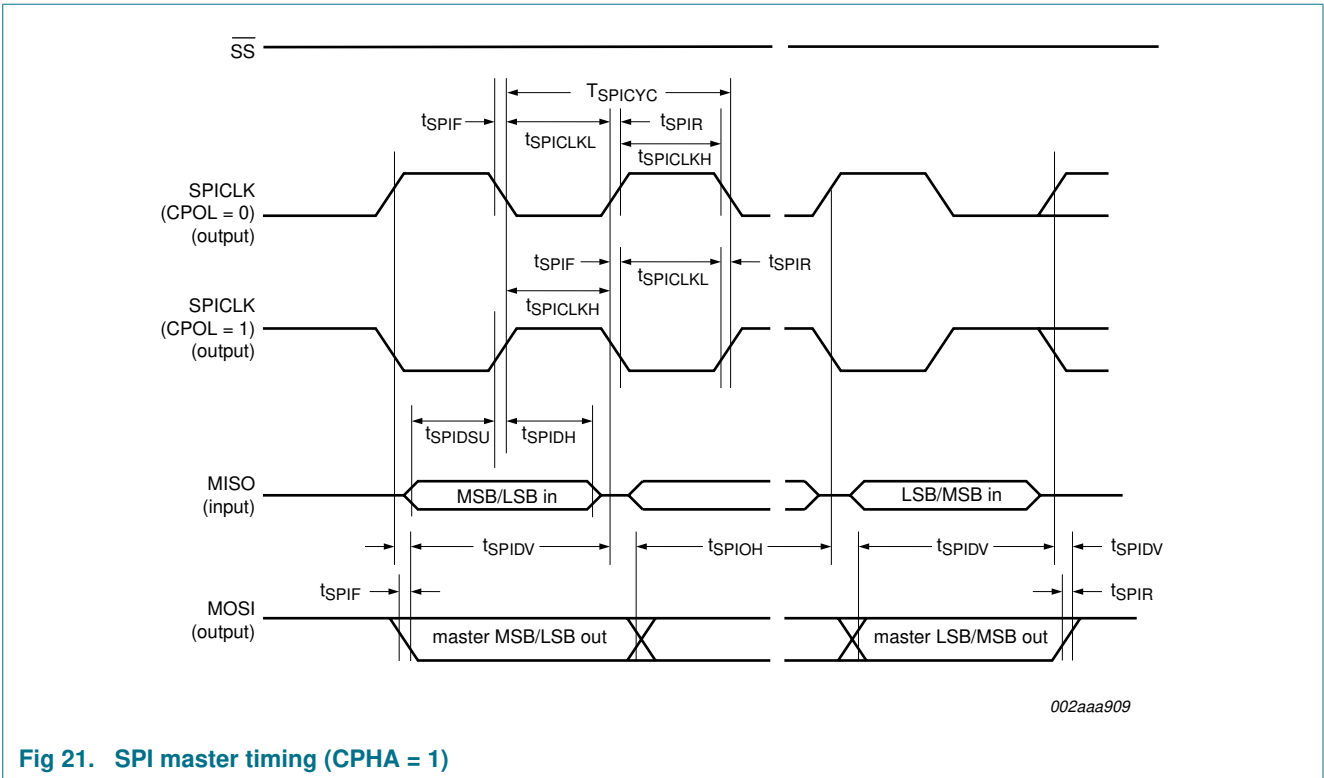 SS
TSPICYC
tSPIF
tSPIR
tSPICLKL
tSPICLKH
SPICLK
(CPOL = 0)
(output)
tSPIF
tSPIR
tSPICLKL
tSPICLKH
SPICLK
(CPOL = 1)
(output)
tSPIDSU
tSPIDH
MISO
(input)
MSB/LSB in
LSB/MSB in
tSPIDV
tSPIOH
tSPIDV
tSPIDV
tSPIF
tSPIR
MOSI
(output)
master MSB/LSB out
master LSB/MSB out
002aaa909
Fig 21. SPI master timing (CPHA = 1)